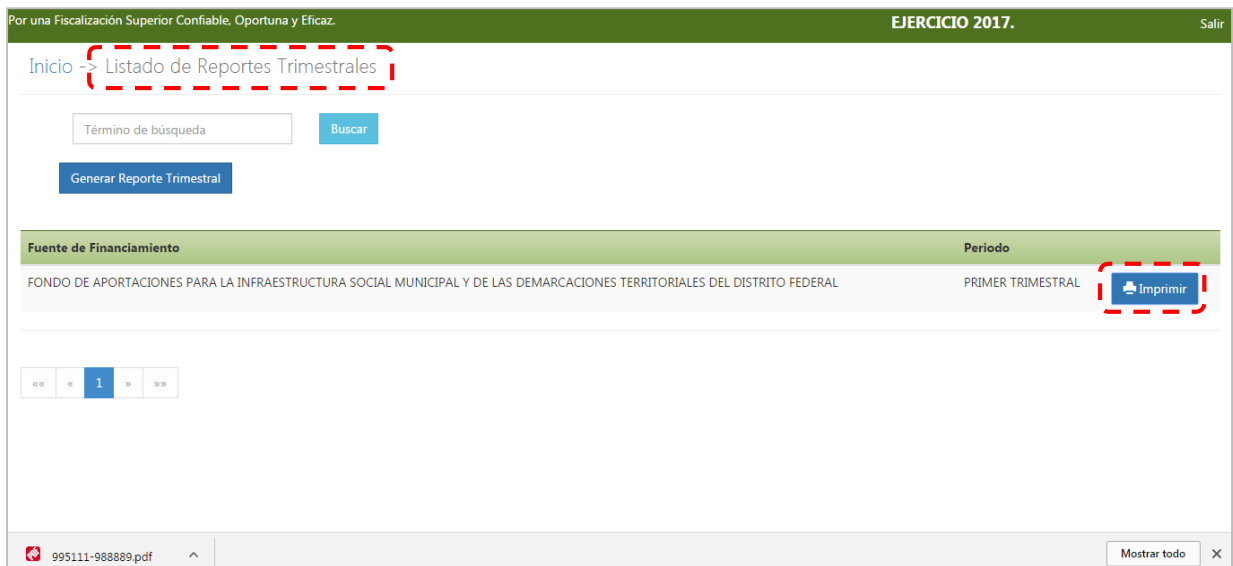 Por una Fiscalización Superior Confiable, Oportuna y Eficaz. EJERCICIO 2017. Salir
Inicio -> Listado de Reportes Trimestrales
Término de búsqueda Buscar
Generar Reporte Trimestral
Fuente de Financiamiento Periodo
FONDO DE APORTACIONES PARA LA INFRAESTRUCTURA SOCIAL MUNICIPAL Y DE LAS DEMARCACIONES TERRITORIALES DEL DISTRITO FEDERAL PRIMER TRIMESTRAL Imprimir
«« « 1 » »»
995111-988889.pdf Mostrar todo